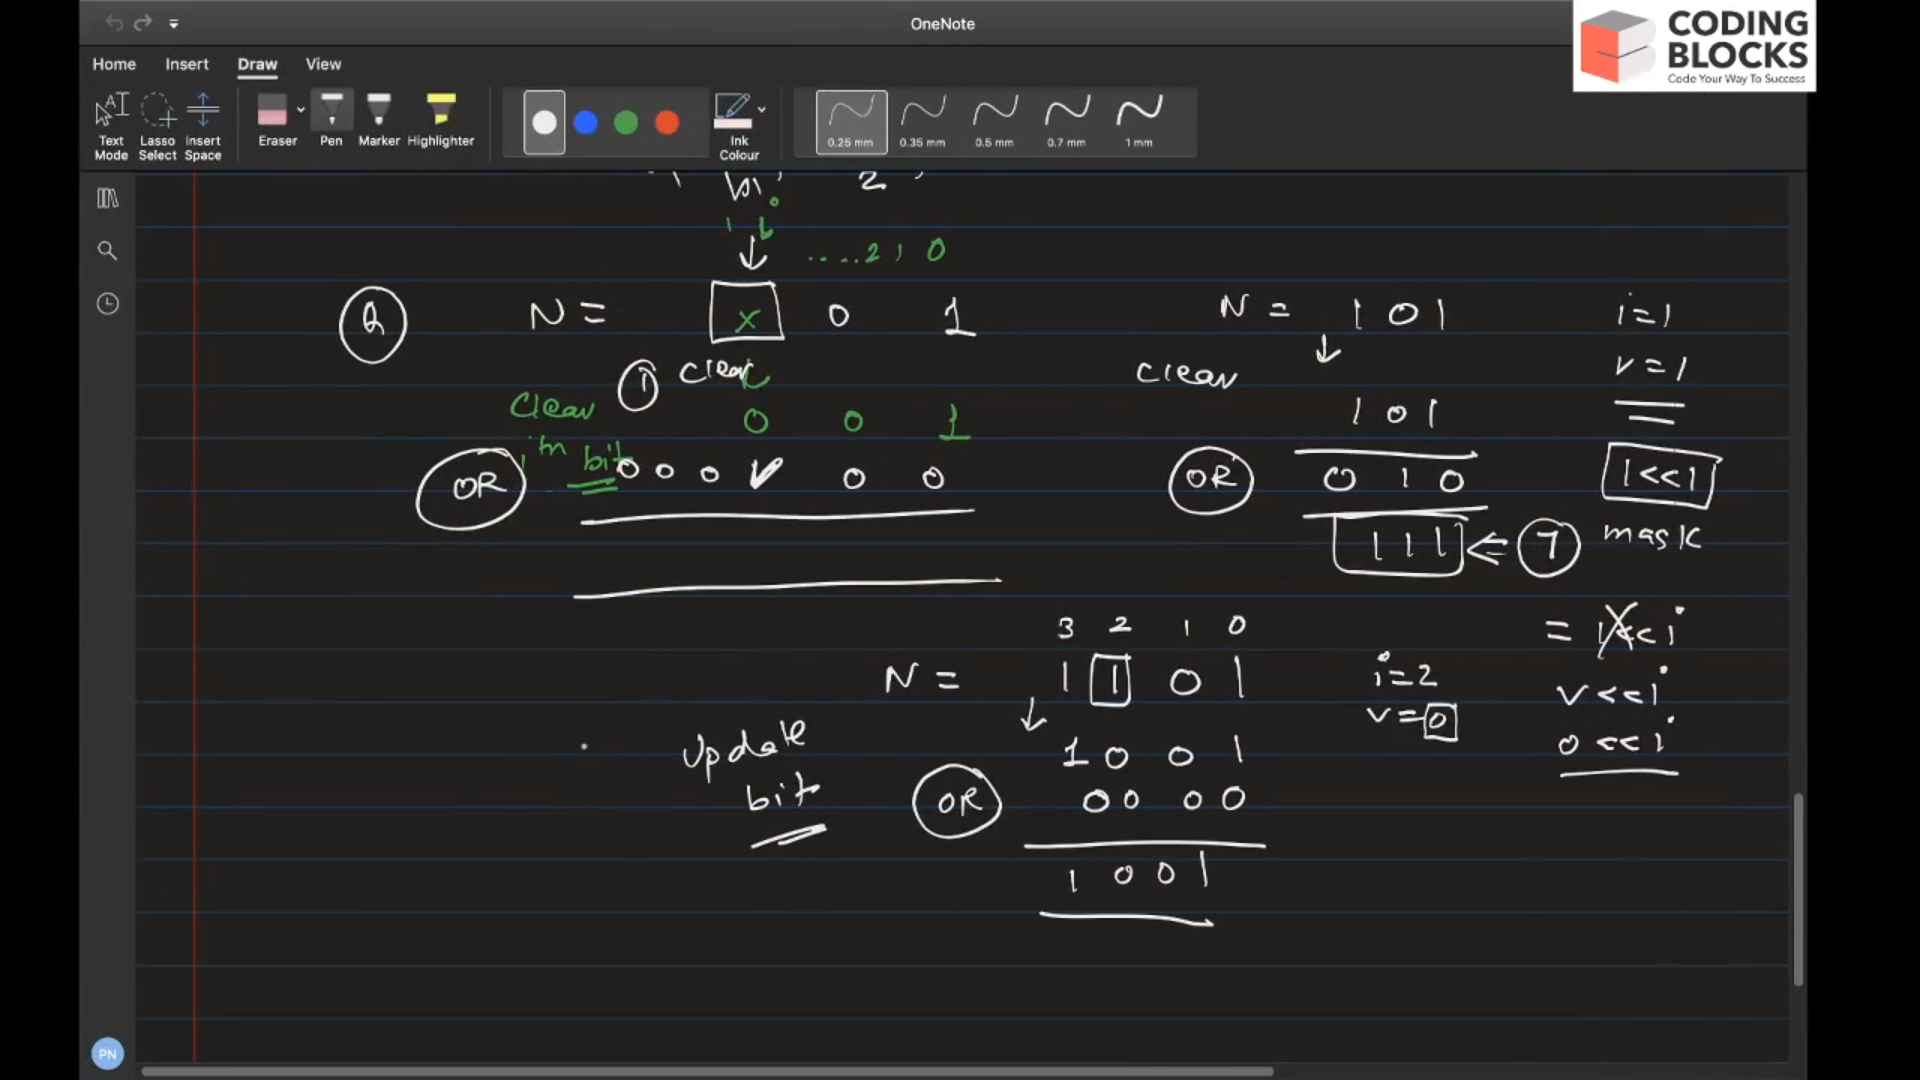 OneNote
CODING
BLOCKS
Code Your Way To Success
Home Insert Draw View
Text Mode
Lasso Select
Insert Space
Eraser
Pen
Marker
Highlighter
Ink Colour
0.25 mm
0.35 mm
0.5 mm
0.7 mm
1 mm
....2 1 0
Q N = x 0 1
1 clear
0 0 1
clear
ith bit
OR 0 0 0 V 0 0
N = 1 0 1
clear
1 0 1
OR 0 1 0
1 1 1 <= 7
i=1
v=1
1<<1
mask
= 1<<i
v<<i
0<<i
3 2 1 0
N = 1 1 0 1
i=2
v=0
1 0 0 1
OR 0 0 0 0
1 0 0 1
Update
bit
PN